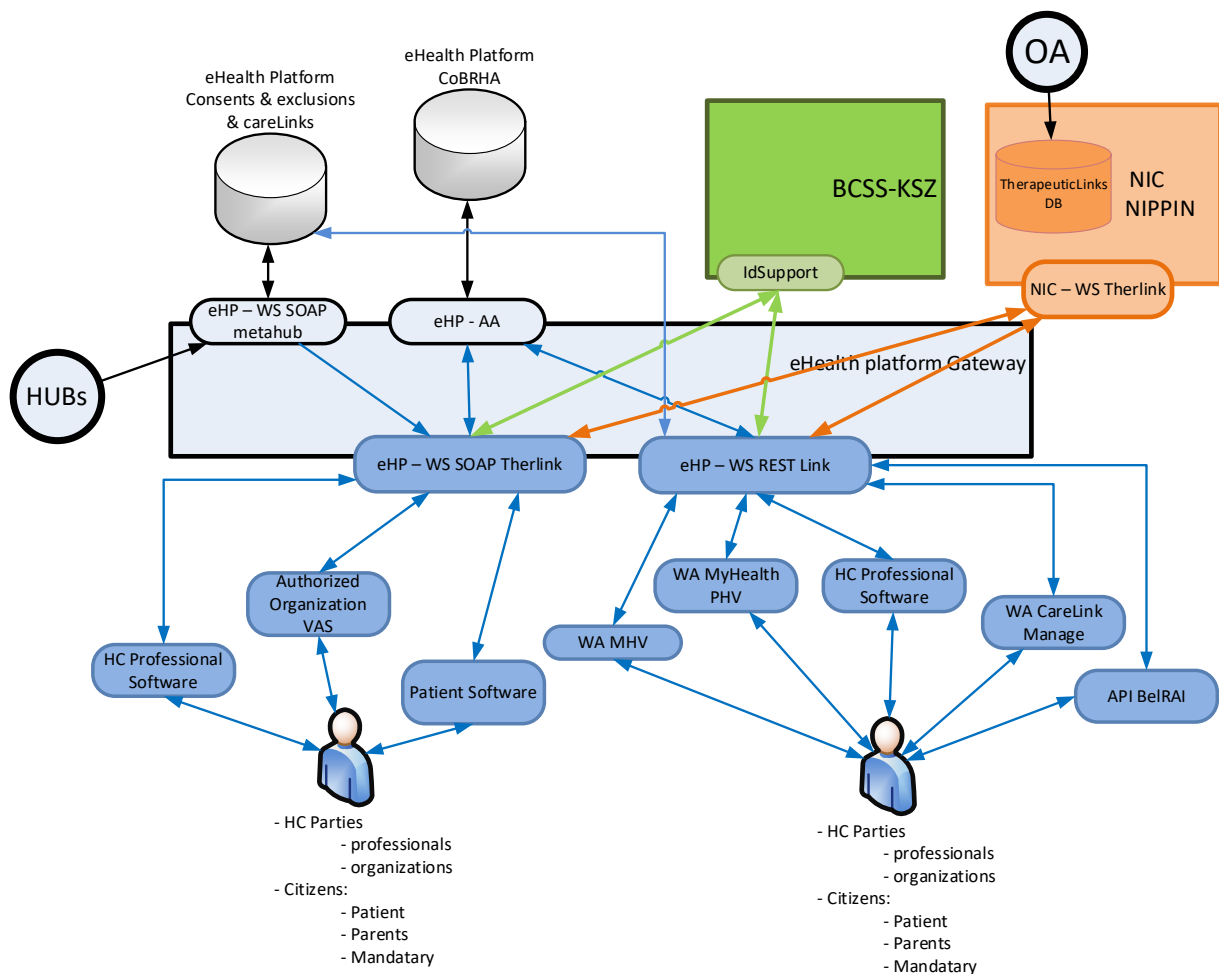 eHealth Platform
Consents & exclusions
& careLinks
eHealth Platform
CoBRHA
OA
BCSS-KSZ
TherapeuticLinks
DB
NIC
NIPPIN
IdSupport
NIC – WS Therlink
eHP – WS SOAP
metahub
eHP - AA
eHealth platform Gateway
HUBs
eHP – WS SOAP Therlink
eHP – WS REST Link
Authorized
Organization
VAS
WA MyHealth
PHV
HC Professional
Software
WA CareLink
Manage
WA MHV
HC Professional
Software
Patient Software
API BelRAI
- HC Parties
- professionals
- organizations
- Citizens:
- Patient
- Parents
- Mandatary
- HC Parties
- professionals
- organizations
- Citizens:
- Patient
- Parents
- Mandatary